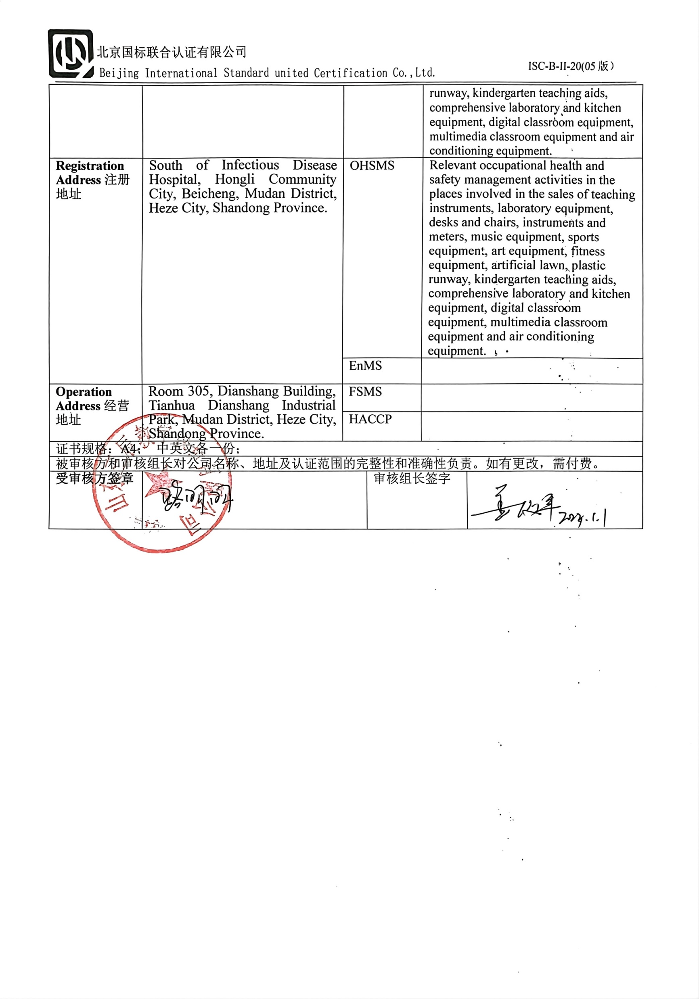 北京国标联合认证有限公司
Beijing International Standard united Certification Co.,Ltd.
ISC-B-II-20(05 版)
runway, kindergarten teaching aids,
comprehensive laboratory and kitchen
equipment, digital classroom equipment,
multimedia classroom equipment and air
conditioning equipment.
Registration
Address 注册
地址
South of Infectious Disease
Hospital, Hongli Community
City, Beicheng, Mudan District,
Heze City, Shandong Province.
OHSMS
Relevant occupational health and
safety management activities in the
places involved in the sales of teaching
instruments, laboratory equipment,
desks and chairs, instruments and
meters, music equipment, sports
equipment, art equipment, fitness
equipment, artificial lawn, plastic
runway, kindergarten teaching aids,
comprehensive laboratory and kitchen
equipment, digital classroom
equipment, multimedia classroom
equipment and air conditioning
equipment.
EnMS
Operation
Address 经营
地址
Room 305, Dianshang Building,
Tianhua Dianshang Industrial
Park, Mudan District, Heze City,
Shandong Province.
FSMS
HACCP
证书规格：A4； 中英文各一份；
被审核方和审核组长对公司名称、地址及认证范围的完整性和准确性负责。如有更改，需付费。
受审核方签章
审核组长签字